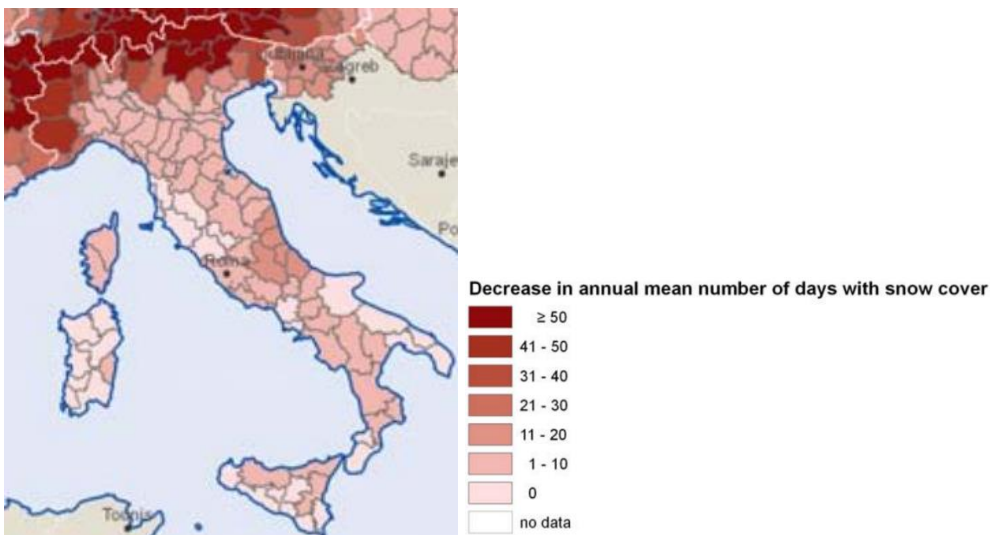 Ljubljana
Zagreb
Saraje
Po
Roma
Decrease in annual mean number of days with snow cover
≥ 50
41 - 50
31 - 40
21 - 30
11 - 20
1 - 10
0
no data